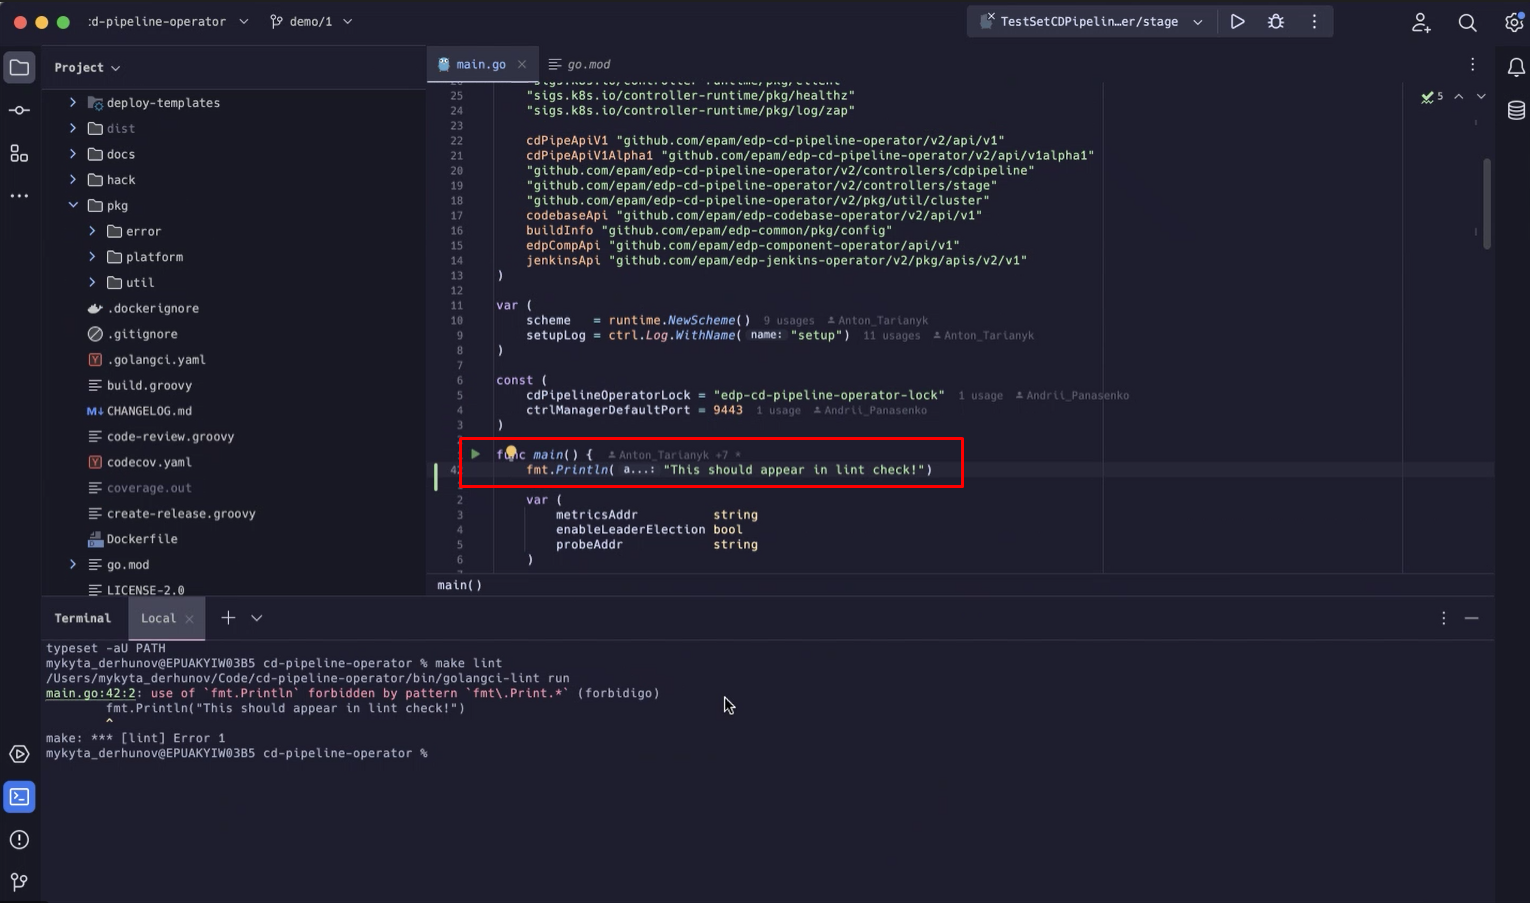 :d-pipeline-operator
demo/1
TestSetCDPipelin...er/stage
Project
main.go
go.mod
deploy-templates
dist
docs
hack
pkg
error
platform
util
.dockerignore
.gitignore
.golangci.yaml
build.groovy
CHANGELOG.md
code-review.groovy
codecov.yaml
coverage.out
create-release.groovy
Dockerfile
go.mod
LICENSE-2.0
5
25 "sigs.k8s.io/controller-runtime/pkg/healthz"
24 "sigs.k8s.io/controller-runtime/pkg/log/zap"
23
22 cdPipeApiV1 "github.com/epam/edp-cd-pipeline-operator/v2/api/v1"
21 cdPipeApiV1Alpha1 "github.com/epam/edp-cd-pipeline-operator/v2/api/v1alpha1"
20 "github.com/epam/edp-cd-pipeline-operator/v2/controllers/cdpipeline"
19 "github.com/epam/edp-cd-pipeline-operator/v2/controllers/stage"
18 "github.com/epam/edp-cd-pipeline-operator/v2/pkg/util/cluster"
17 codebaseApi "github.com/epam/edp-codebase-operator/v2/api/v1"
16 buildInfo "github.com/epam/edp-common/pkg/config"
15 edpCompApi "github.com/epam/edp-component-operator/api/v1"
14 jenkinsApi "github.com/epam/edp-jenkins-operator/v2/pkg/apis/v2/v1"
13 )
12
11 var (
10 scheme = runtime.NewScheme() 9 usages Anton_Tarianyk
9 setupLog = ctrl.Log.WithName( name: "setup") 11 usages Anton_Tarianyk
8 )
7
6 const (
5 cdPipelineOperatorLock = "edp-cd-pipeline-operator-lock" 1 usage Andrii_Panasenko
4 ctrlManagerDefaultPort = 9443 1 usage Andrii_Panasenko
3 )
func main() { Anton_Tarianyk +7 *
42 fmt.Println( a...: "This should appear in lint check!")
2 var (
3 metricsAddr string
4 enableLeaderElection bool
5 probeAddr string
6 )
main()
Terminal
Local
typeset -aU PATH
mykyta_derhunov@EPUAKYIW03B5 cd-pipeline-operator % make lint
/Users/mykyta_derhunov/Code/cd-pipeline-operator/bin/golangci-lint run
main.go:42:2: use of `fmt.Println` forbidden by pattern `fmt\.Print.*` (forbidigo)
fmt.Println("This should appear in lint check!")
^
make: *** [lint] Error 1
mykyta_derhunov@EPUAKYIW03B5 cd-pipeline-operator %